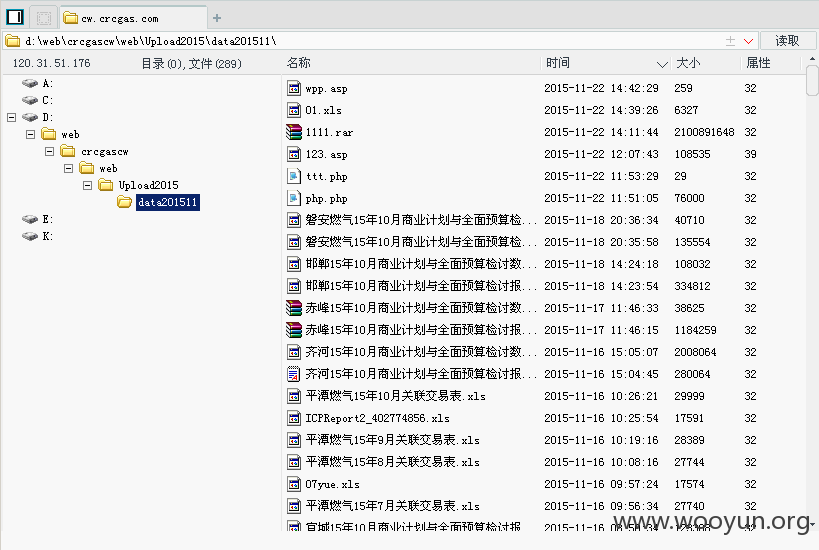 cw.crcgas.com
d:\web\crcgascw\web\Upload2015\data201511\ 读取
120.31.51.176 目录(0),文件(289) 名称 时间 大小 属性
A:
C:
D:
web
crcgascw
web
Upload2015
data201511
E:
K:
wpp.asp 2015-11-22 14:42:29 259 32
01.xls 2015-11-22 14:39:26 6327 32
1111.rar 2015-11-22 14:11:44 2100891648 32
123.asp 2015-11-22 12:07:43 108535 39
ttt.php 2015-11-22 11:53:29 29 32
php.php 2015-11-22 11:51:05 76000 32
磐安燃气15年10月商业计划与全面预算检... 2015-11-18 20:36:34 40710 32
磐安燃气15年10月商业计划与全面预算检... 2015-11-18 20:35:58 135554 32
邯郸15年10月商业计划与全面预算检讨数... 2015-11-18 14:24:18 108032 32
邯郸15年10月商业计划与全面预算检讨报... 2015-11-18 14:23:54 334812 32
赤峰15年10月商业计划与全面预算检讨数... 2015-11-17 11:46:33 38625 32
赤峰15年10月商业计划与全面预算检讨报... 2015-11-17 11:46:15 1184259 32
齐河15年10月商业计划与全面预算检讨数... 2015-11-16 15:05:07 2008064 32
齐河15年10月商业计划与全面预算检讨报... 2015-11-16 15:04:45 280064 32
平潭燃气15年10月关联交易表.xls 2015-11-16 10:26:21 29999 32
ICPReport2_402774856.xls 2015-11-16 10:25:54 17591 32
平潭燃气15年9月关联交易表.xls 2015-11-16 10:19:16 28389 32
平潭燃气15年8月关联交易表.xls 2015-11-16 10:08:16 27744 32
07yue.xls 2015-11-16 09:57:24 17574 32
平潭燃气15年7月关联交易表.xls 2015-11-16 09:56:34 27740 32
宣城15年10月商业计划与全面预算检讨报 2015-11-16
www.wooyun.org